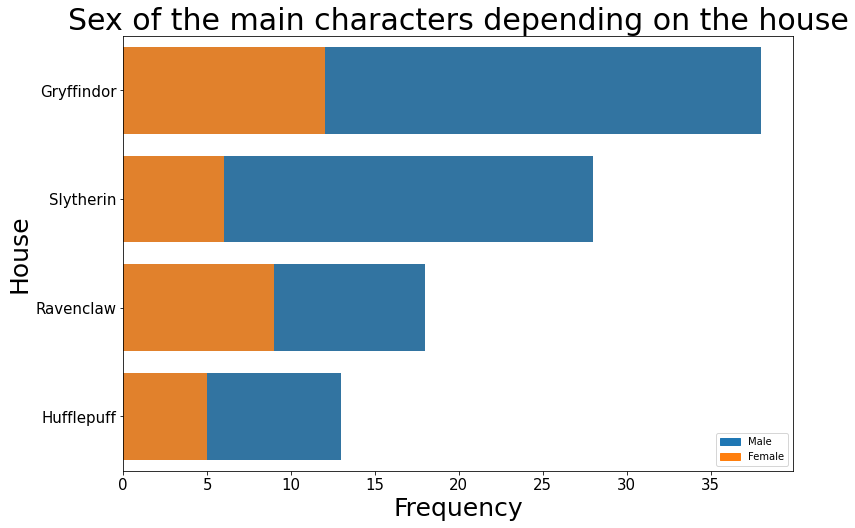 Sex of the main characters depending on the house
House
Gryffindor
Slytherin
Ravenclaw
Hufflepuff
Male
Female
0 5 10 15 20 25 30 35
Frequency